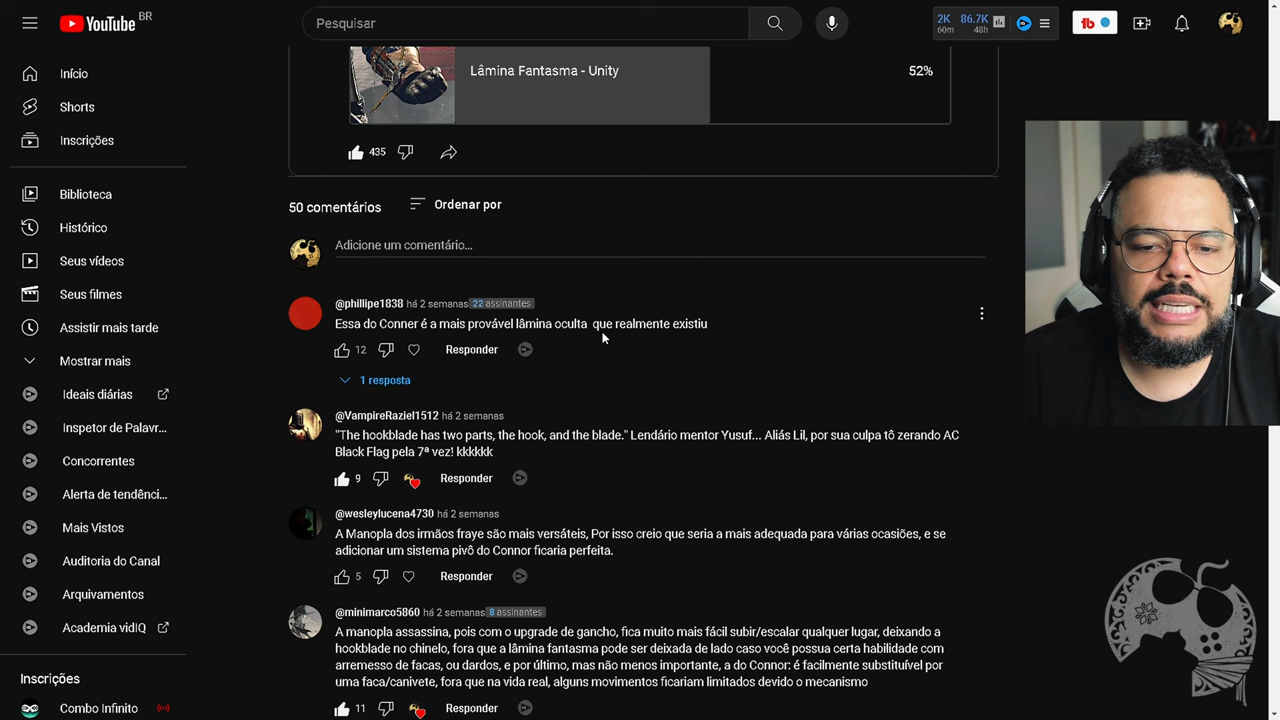 YouTube BR
Pesquisar
2K 86.7K
60m 48h
tb
Início
Shorts
Inscrições
Biblioteca
Histórico
Seus vídeos
Seus filmes
Assistir mais tarde
Mostrar mais
Ideais diárias
Inspetor de Palavr...
Concorrentes
Alerta de tendênci...
Mais Vistos
Auditoria do Canal
Arquivamentos
Academia vidIQ
Inscrições
Combo Infinito
Lâmina Fantasma - Unity 52%
435
50 comentários Ordenar por
Adicione um comentário...
@phillipe1838 há 2 semanas 22 assinantes
Essa do Conner é a mais provável lâmina oculta que realmente existiu
12 Responder
1 resposta
@VampireRaziel1512 há 2 semanas
"The hookblade has two parts, the hook, and the blade." Lendário mentor Yusuf... Aliás Lil, por sua culpa tô zerando AC
Black Flag pela 7ª vez! kkkkkk
9 Responder
@wesleylucena4730 há 2 semanas
A Manopla dos irmãos fraye são mais versáteis, Por isso creio que seria a mais adequada para várias ocasiões, e se
adicionar um sistema pivô do Connor ficaria perfeita.
5 Responder
@minimarco5860 há 2 semanas 8 assinantes
A manopla assassina, pois com o upgrade de gancho, fica muito mais fácil subir/escalar qualquer lugar, deixando a
hookblade no chinelo, fora que a lâmina fantasma pode ser deixada de lado caso você possua certa habilidade com
arremesso de facas, ou dardos, e por último, mas não menos importante, a do Connor: é facilmente substituível por
uma faca/canivete, fora que na vida real, alguns movimentos ficariam limitados devido o mecanismo
11 Responder